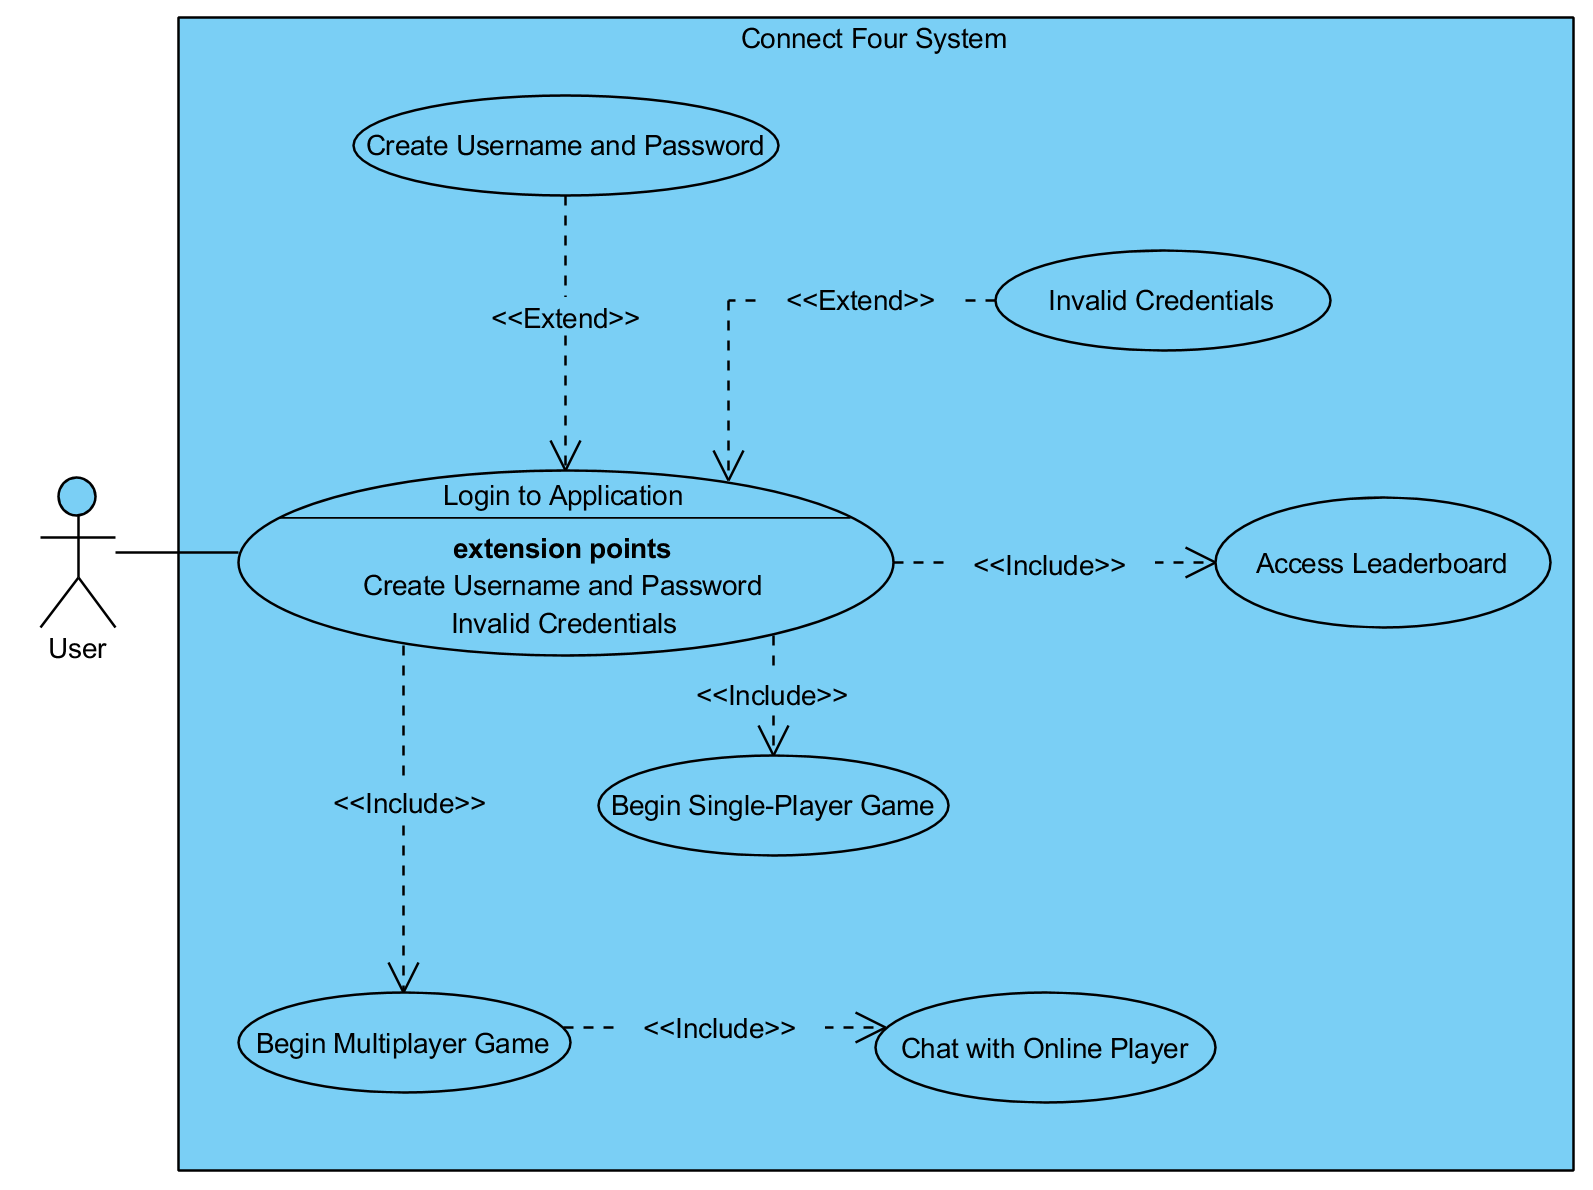 Connect Four System
Create Username and Password
<<Extend>>
<<Extend>>
Invalid Credentials
Login to Application
extension points
Create Username and Password
Invalid Credentials
<<Include>>
Access Leaderboard
User
<<Include>>
Begin Single-Player Game
<<Include>>
Begin Multiplayer Game
<<Include>>
Chat with Online Player